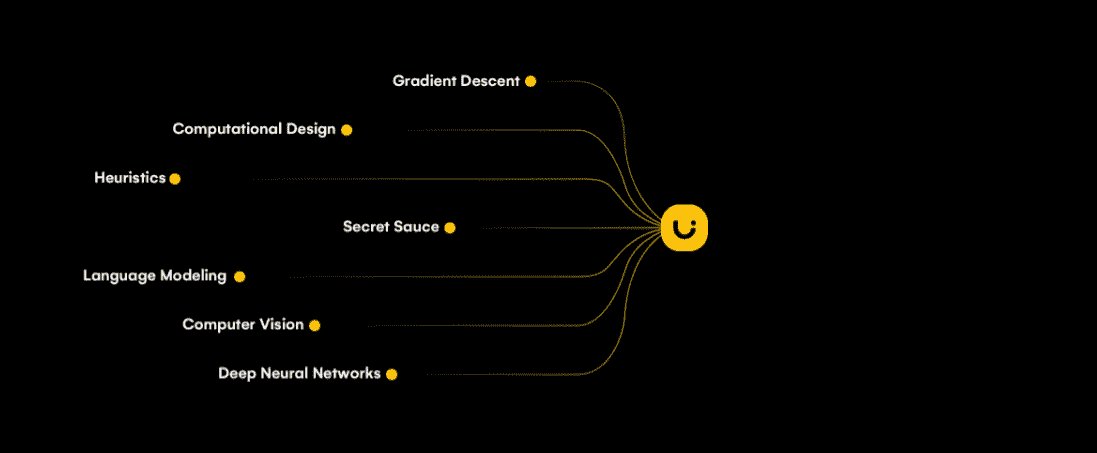 Gradient Descent
Computational Design
Heuristics
Secret Sauce
Language Modeling
Computer Vision
Deep Neural Networks